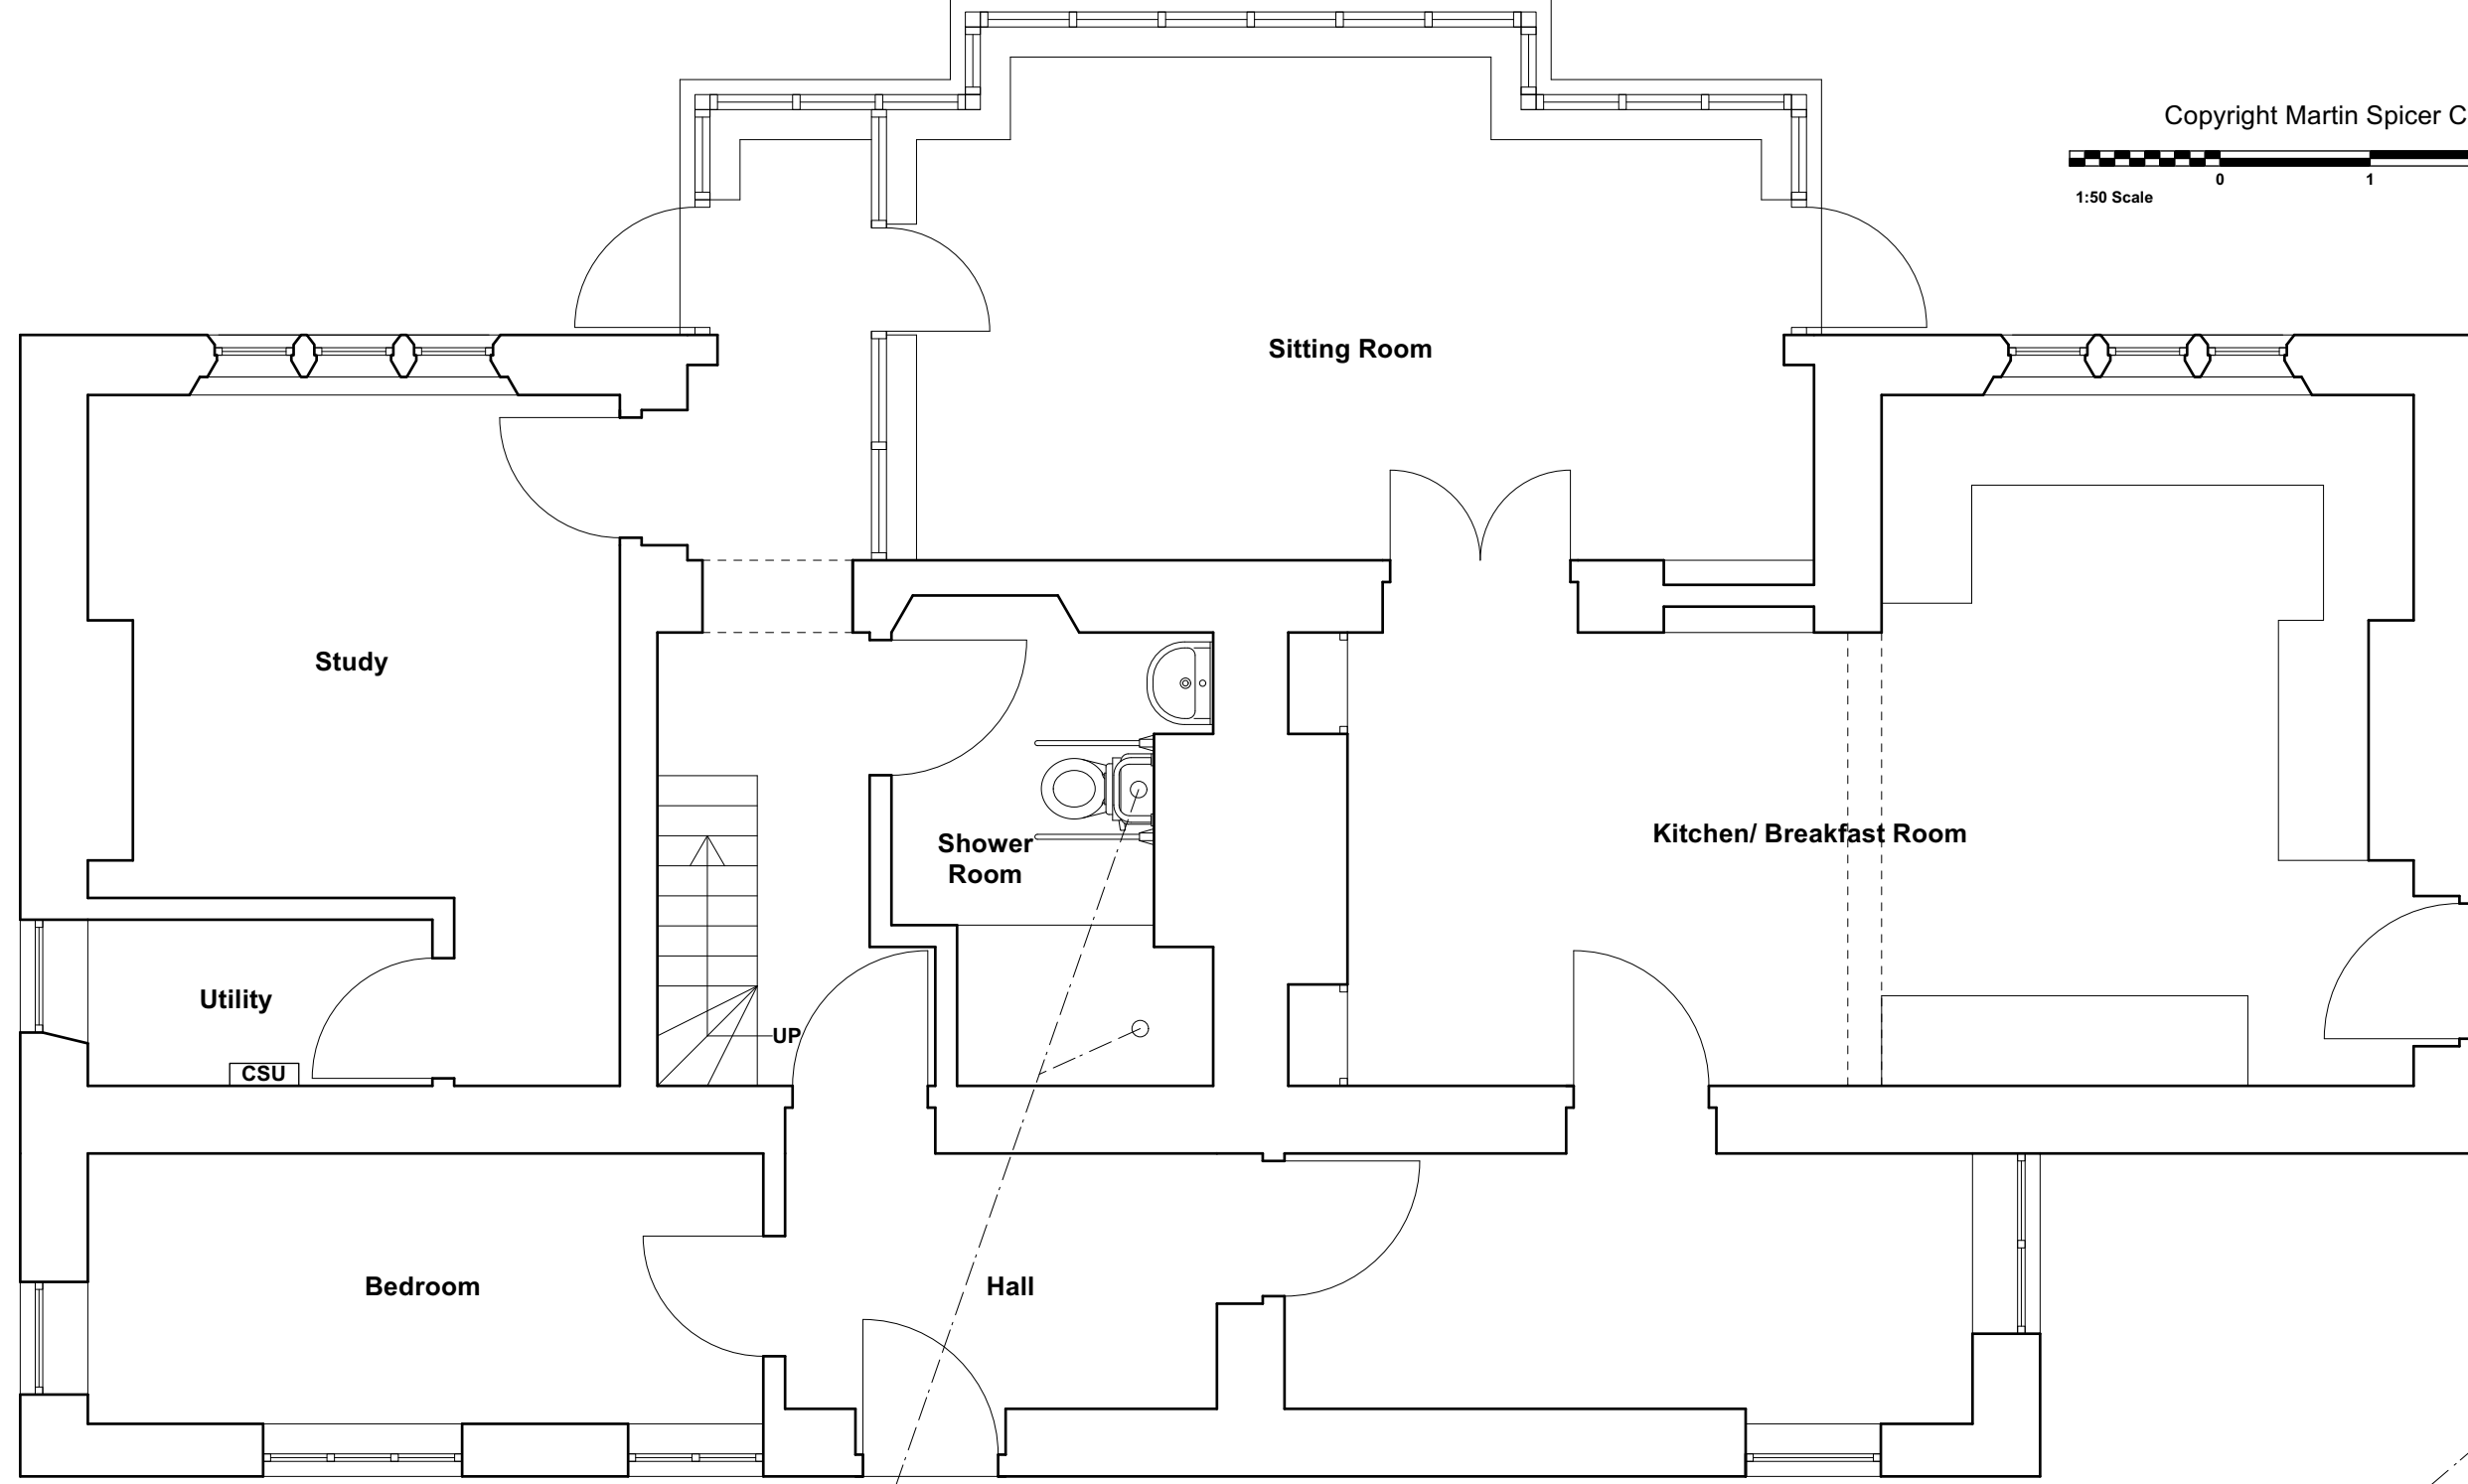 Copyright Martin Spicer C
0 1
1:50 Scale
Sitting Room
Study
Shower
Room
Kitchen/ Breakfast Room
Utility
UP
CSU
Bedroom
Hall